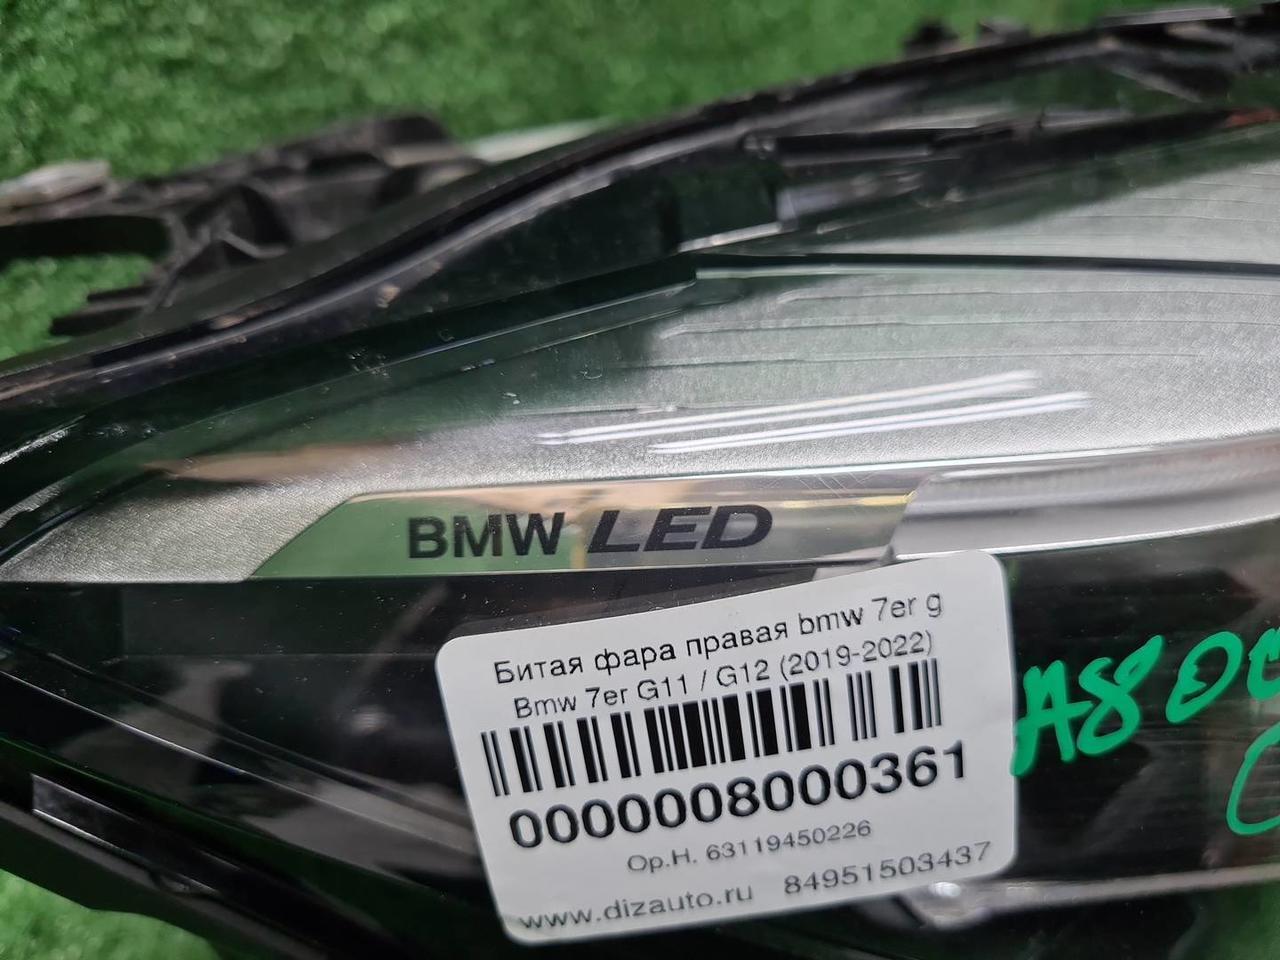 BMW LED
Битая фара правая bmw 7er g
Bmw 7er G11 / G12 (2019-2022)
0000008000361
Ор.Н. 63119450226
www.dizauto.ru 84951503437